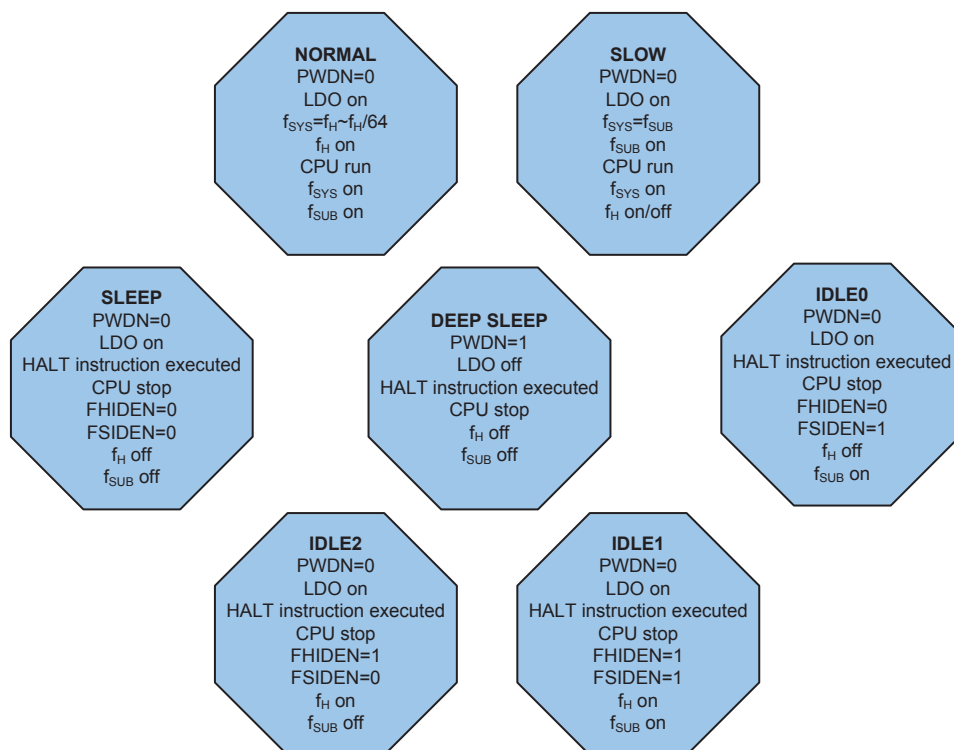 NORMAL
PWDN=0
LDO on
fSYS=fH~fH/64
fH on
CPU run
fSYS on
fSUB on
SLOW
PWDN=0
LDO on
fSYS=fSUB
fSUB on
CPU run
fSYS on
fH on/off
SLEEP
PWDN=0
LDO on
HALT instruction executed
CPU stop
FHIDEN=0
FSIDEN=0
fH off
fSUB off
DEEP SLEEP
PWDN=1
LDO off
HALT instruction executed
CPU stop
fH off
fSUB off
IDLE0
PWDN=0
LDO on
HALT instruction executed
CPU stop
FHIDEN=0
FSIDEN=1
fH off
fSUB on
IDLE2
PWDN=0
LDO on
HALT instruction executed
CPU stop
FHIDEN=1
FSIDEN=0
fH on
fSUB off
IDLE1
PWDN=0
LDO on
HALT instruction executed
CPU stop
FHIDEN=1
FSIDEN=1
fH on
fSUB on